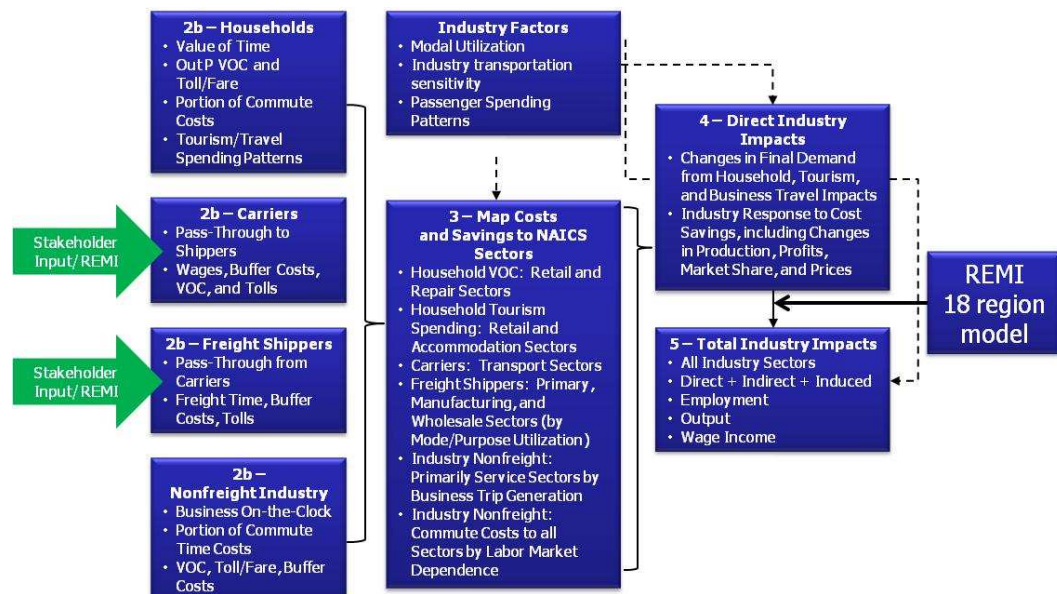 2b – Households
• Value of Time
• OutP VOC and
Toll/Fare
• Portion of Commute
Costs
• Tourism/Travel
Spending Patterns
Stakeholder
Input/REMI
2b – Carriers
• Pass-Through to
Shippers
• Wages, Buffer Costs,
VOC, and Tolls
Stakeholder
Input/REMI
2b – Freight Shippers
• Pass-Through from
Carriers
• Freight Time, Buffer
Costs, Tolls
2b –
Nonfreight Industry
• Business On-the-Clock
• Portion of Commute
Time Costs
• VOC, Toll/Fare, Buffer
Costs
Industry Factors
• Modal Utilization
• Industry transportation
sensitivity
• Passenger Spending
Patterns
3 – Map Costs
and Savings to NAICS
Sectors
• Household VOC: Retail and
Repair Sectors
• Household Tourism
Spending: Retail and
Accommodation Sectors
• Carriers: Transport Sectors
• Freight Shippers: Primary,
Manufacturing, and
Wholesale Sectors (by
Mode/Purpose Utilization)
• Industry Nonfreight:
Primarily Service Sectors by
Business Trip Generation
• Industry Nonfreight:
Commute Costs to all
Sectors by Labor Market
Dependence
4 – Direct Industry
Impacts
• Changes in Final Demand
from Household, Tourism,
and Business Travel Impacts
• Industry Response to Cost
Savings, including Changes
in Production, Profits,
Market Share, and Prices
REMI
18 region
model
5 – Total Industry Impacts
• All Industry Sectors
• Direct + Indirect + Induced
• Employment
• Output
• Wage Income